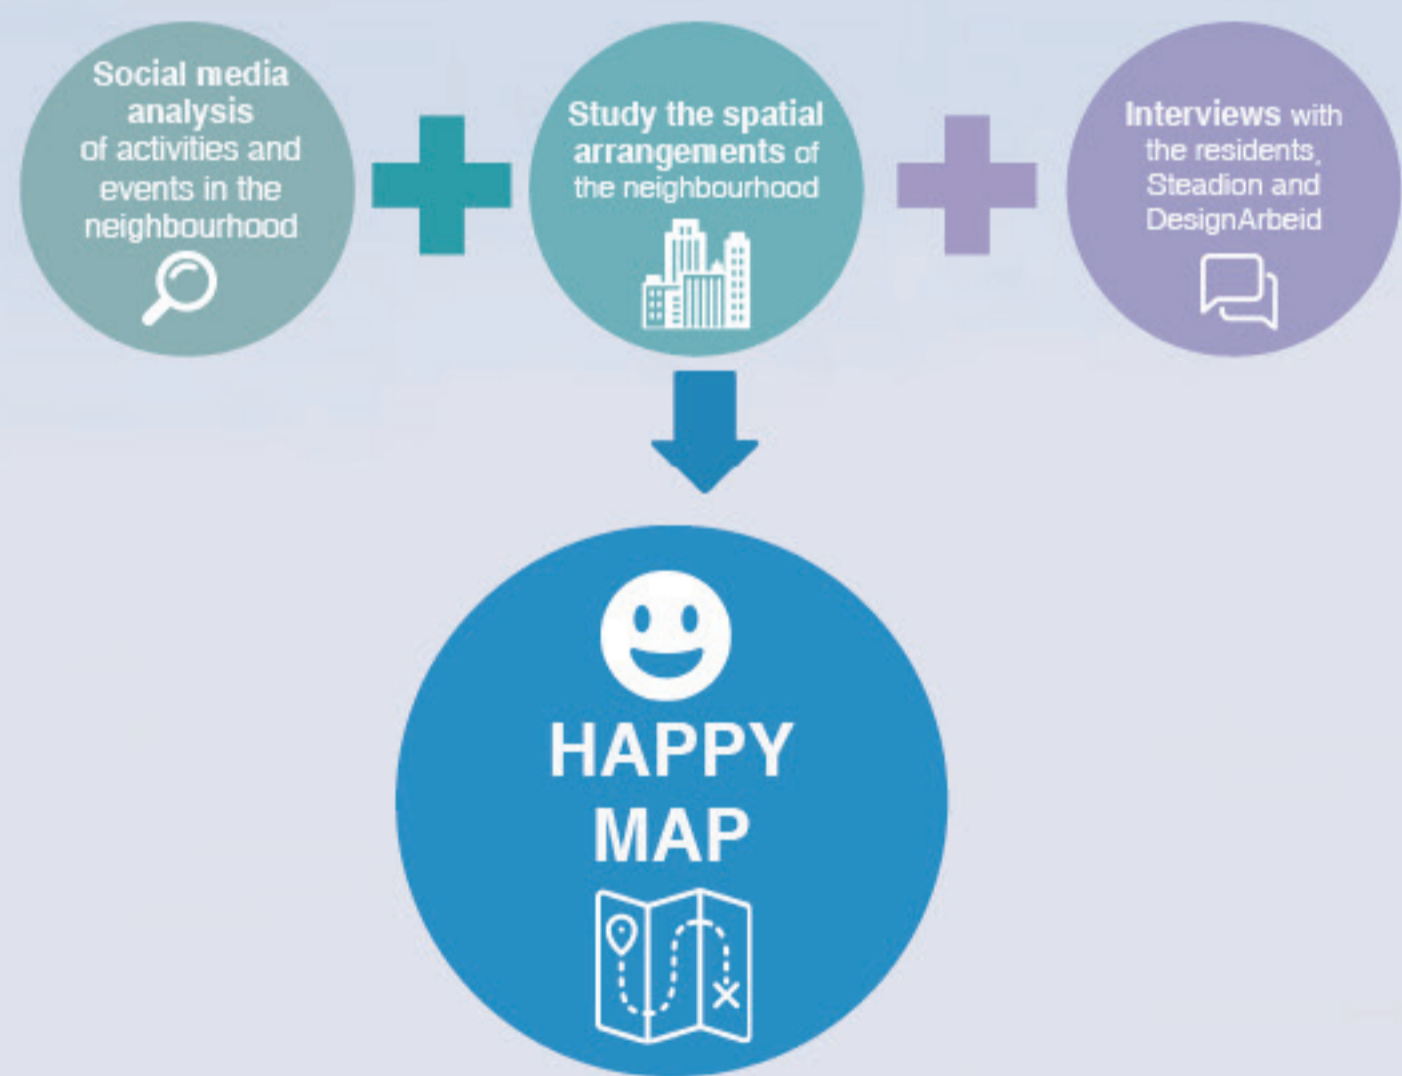 Social media
analysis
of activities and
events in the
neighbourhood
Study the spatial
arrangements of
the neighbourhood
Interviews with
the residents,
Steadion and
DesignArbeid
HAPPY
MAP